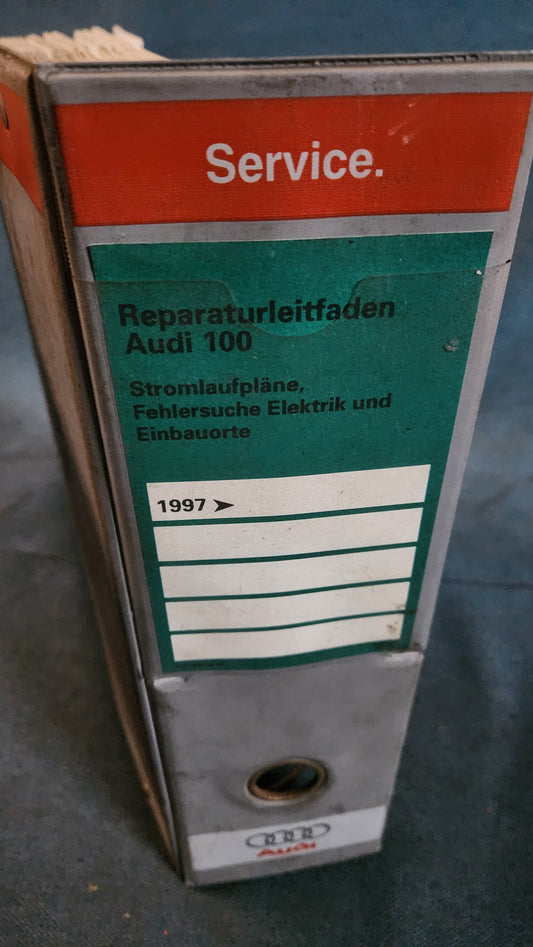 Service.
Reparaturleitfaden
Audi 100
Stromlaufpläne,
Fehlersuche Elektrik und
Einbauorte
1997 ➤
Audi